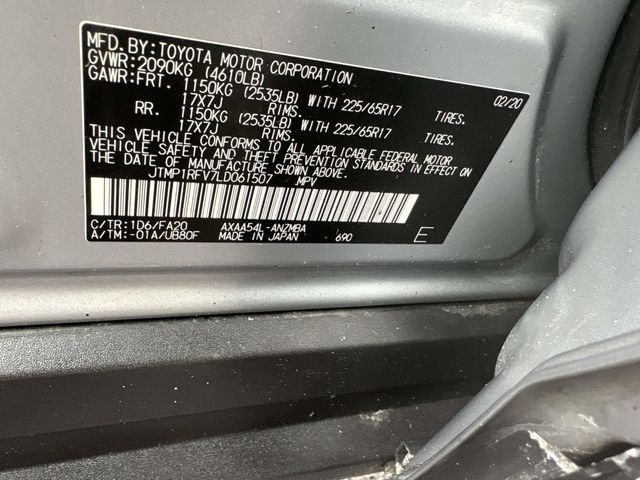 MFD. BY: TOYOTA MOTOR CORPORATION 02/20
GVWR: 2090KG (4610LB)
GAWR: FRT. 1150KG (2535LB) WITH 225/65R17 TIRES.
17X7J RIMS.
RR. 1150KG (2535LB) WITH 225/65R17 TIRES.
17X7J RIMS.
THIS VEHICLE CONFORMS TO ALL APPLICABLE FEDERAL MOTOR
VEHICLE SAFETY AND THEFT PREVENTION STANDARDS IN EFFECT ON
THE DATE OF MANUFACTURE SHOWN ABOVE.
JTMP1RFV7LD061507 MPV
C/TR: 1D6/FA20 AXAA54L-ANZMBA
A/TM: -01A/UB80F MADE IN JAPAN 690 E